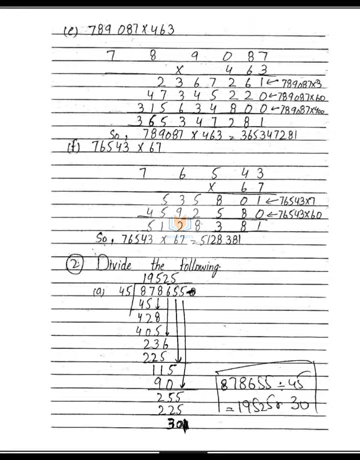 (e) 789 087 × 463
7 8 9 0 8 7
× 4 6 3
2 3 6 7 2 6 1 ← 789087×3
4 7 3 4 5 2 2 0 ← 789087×60
3 1 5 6 3 4 8 0 0 ← 789087×400
3 6 5 3 4 7 2 8 1
So, 789087 × 463 = 365347281
(f) 76543 × 67
7 6 5 4 3
× 6 7
5 3 5 8 0 1 ← 76543×7
4 5 9 2 5 8 0 ← 76543×60
5 1 2 8 3 8 1
So, 76543 × 67 = 5128381
② Divide the following
19525
(a) 45 878655
45
428
405
236
225
115
90
255
225
30
878655 ÷ 45
= 19525r 30